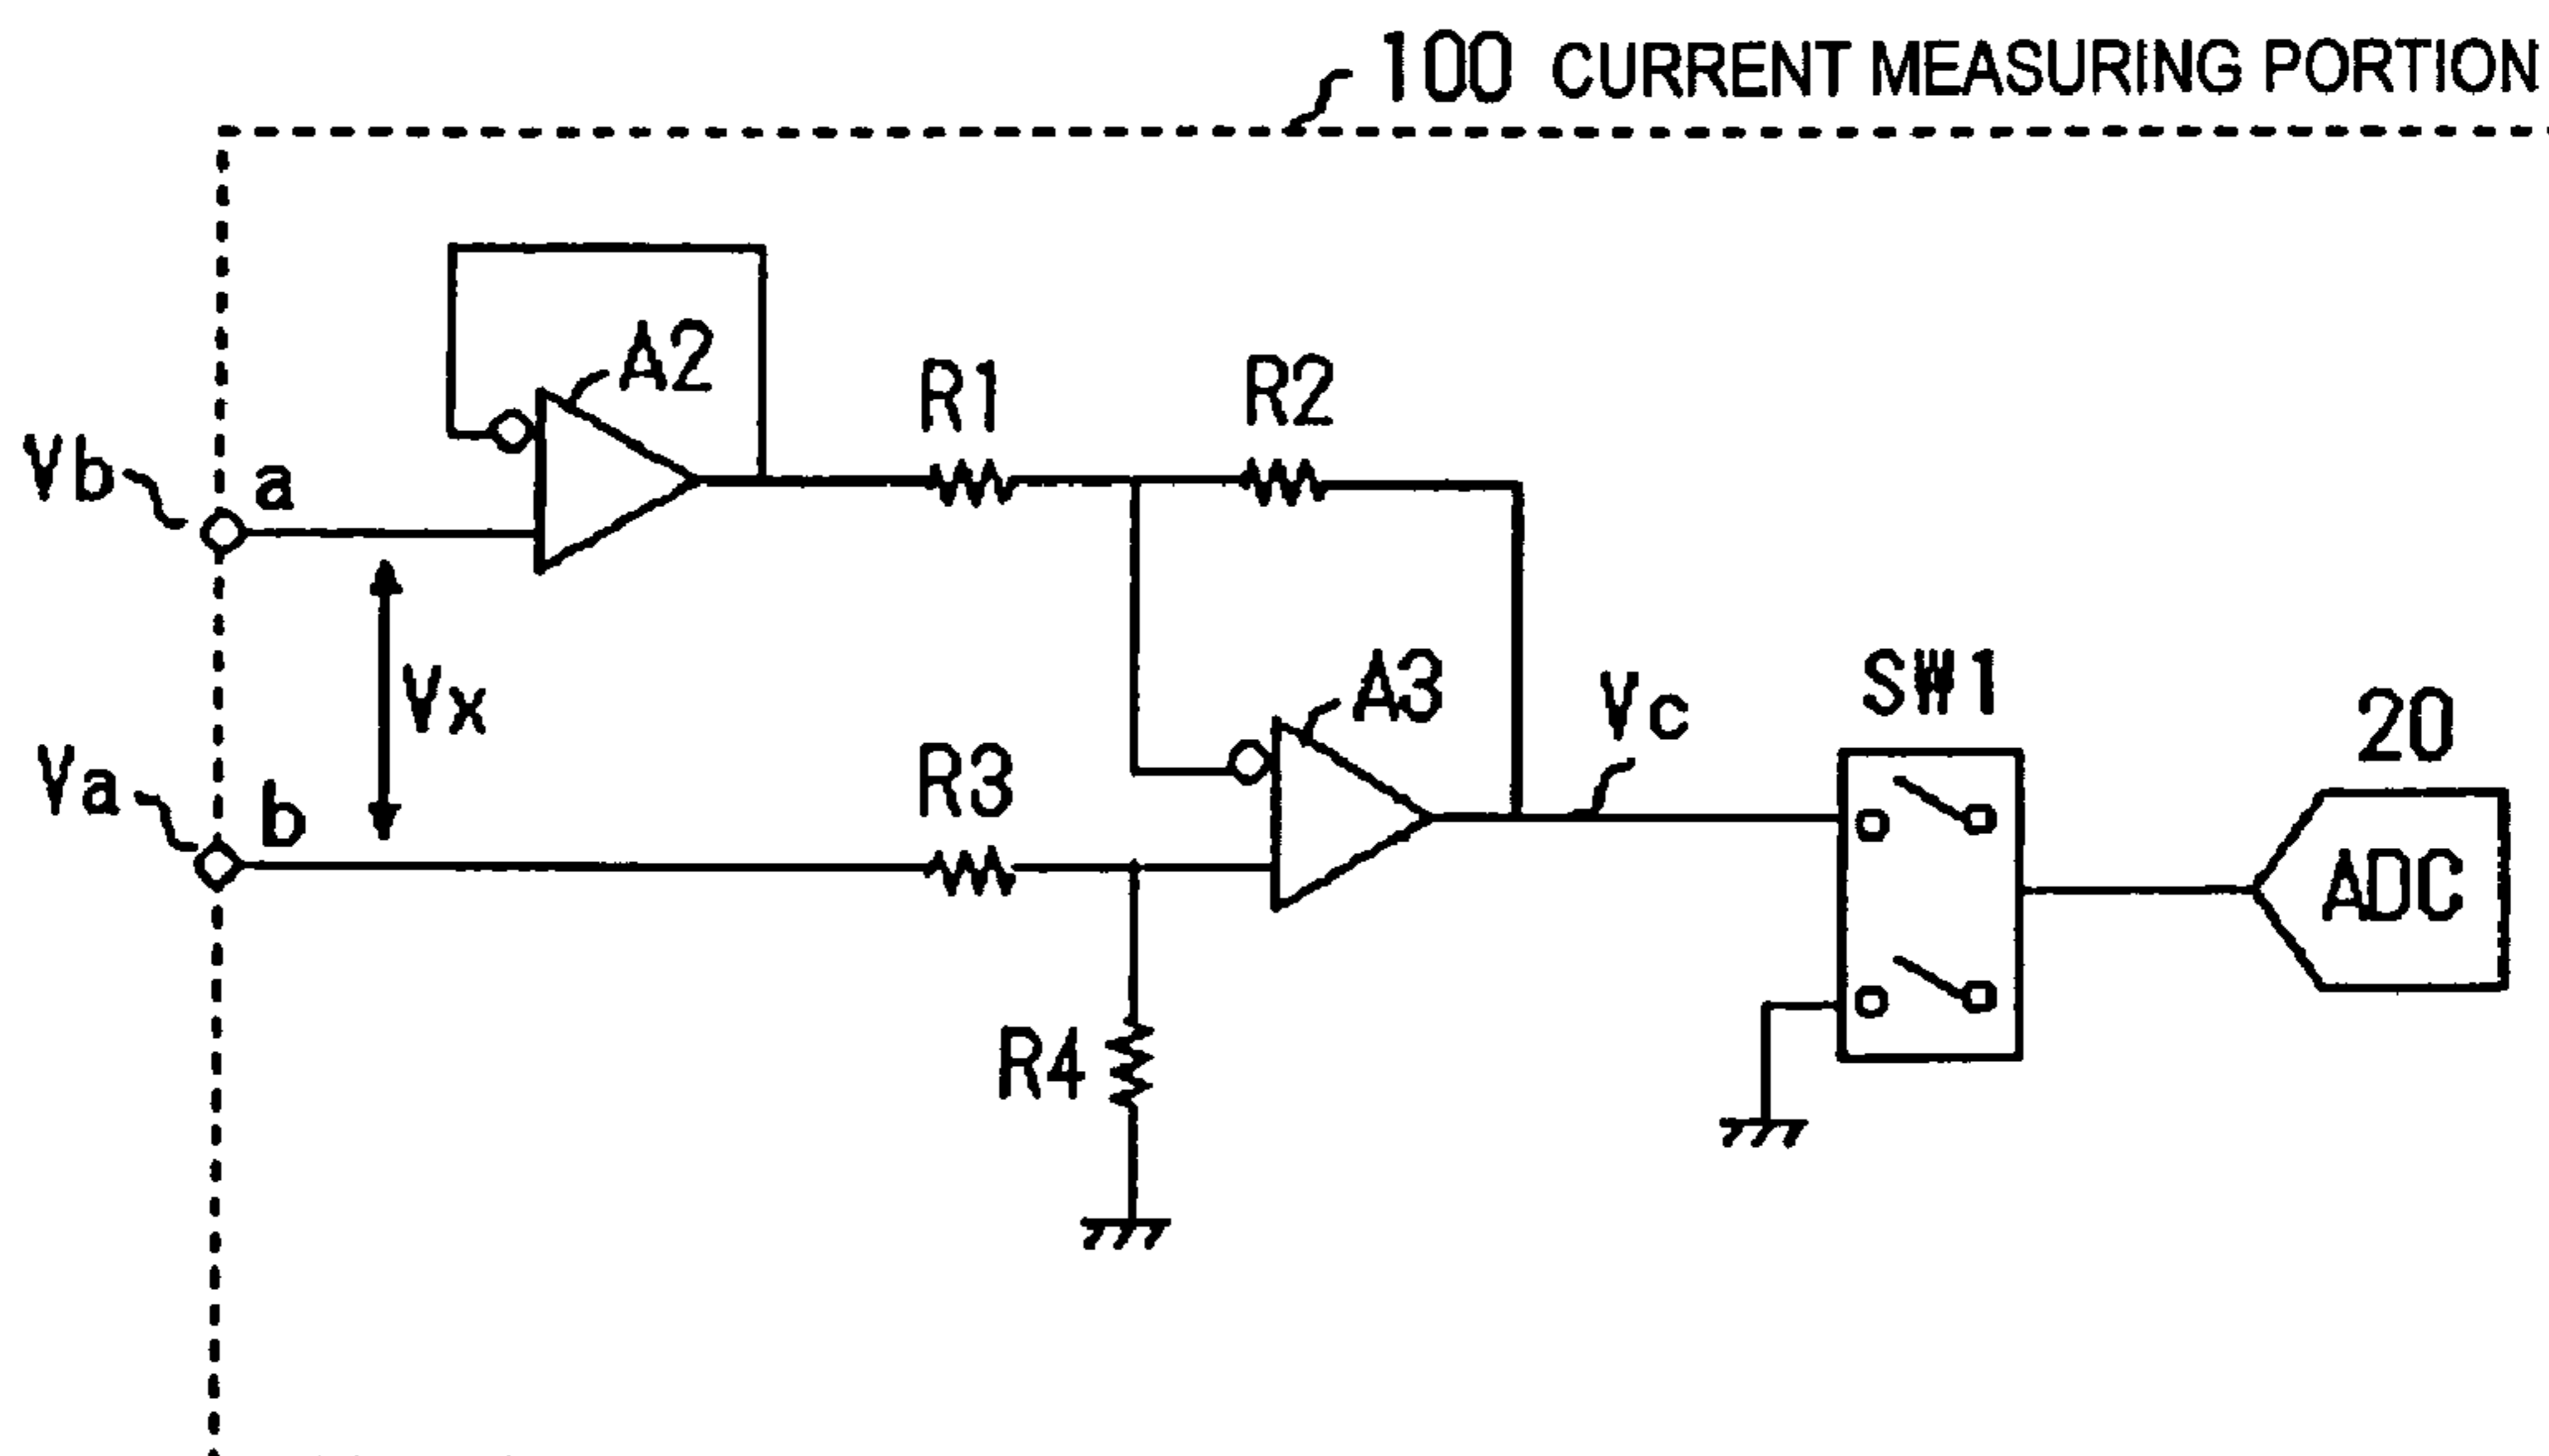 100 CURRENT MEASURING PORTION
A2
R1
R2
Vb
a
Vx
A3
Vc
SW1
20
Va
b
R3
ADC
R4